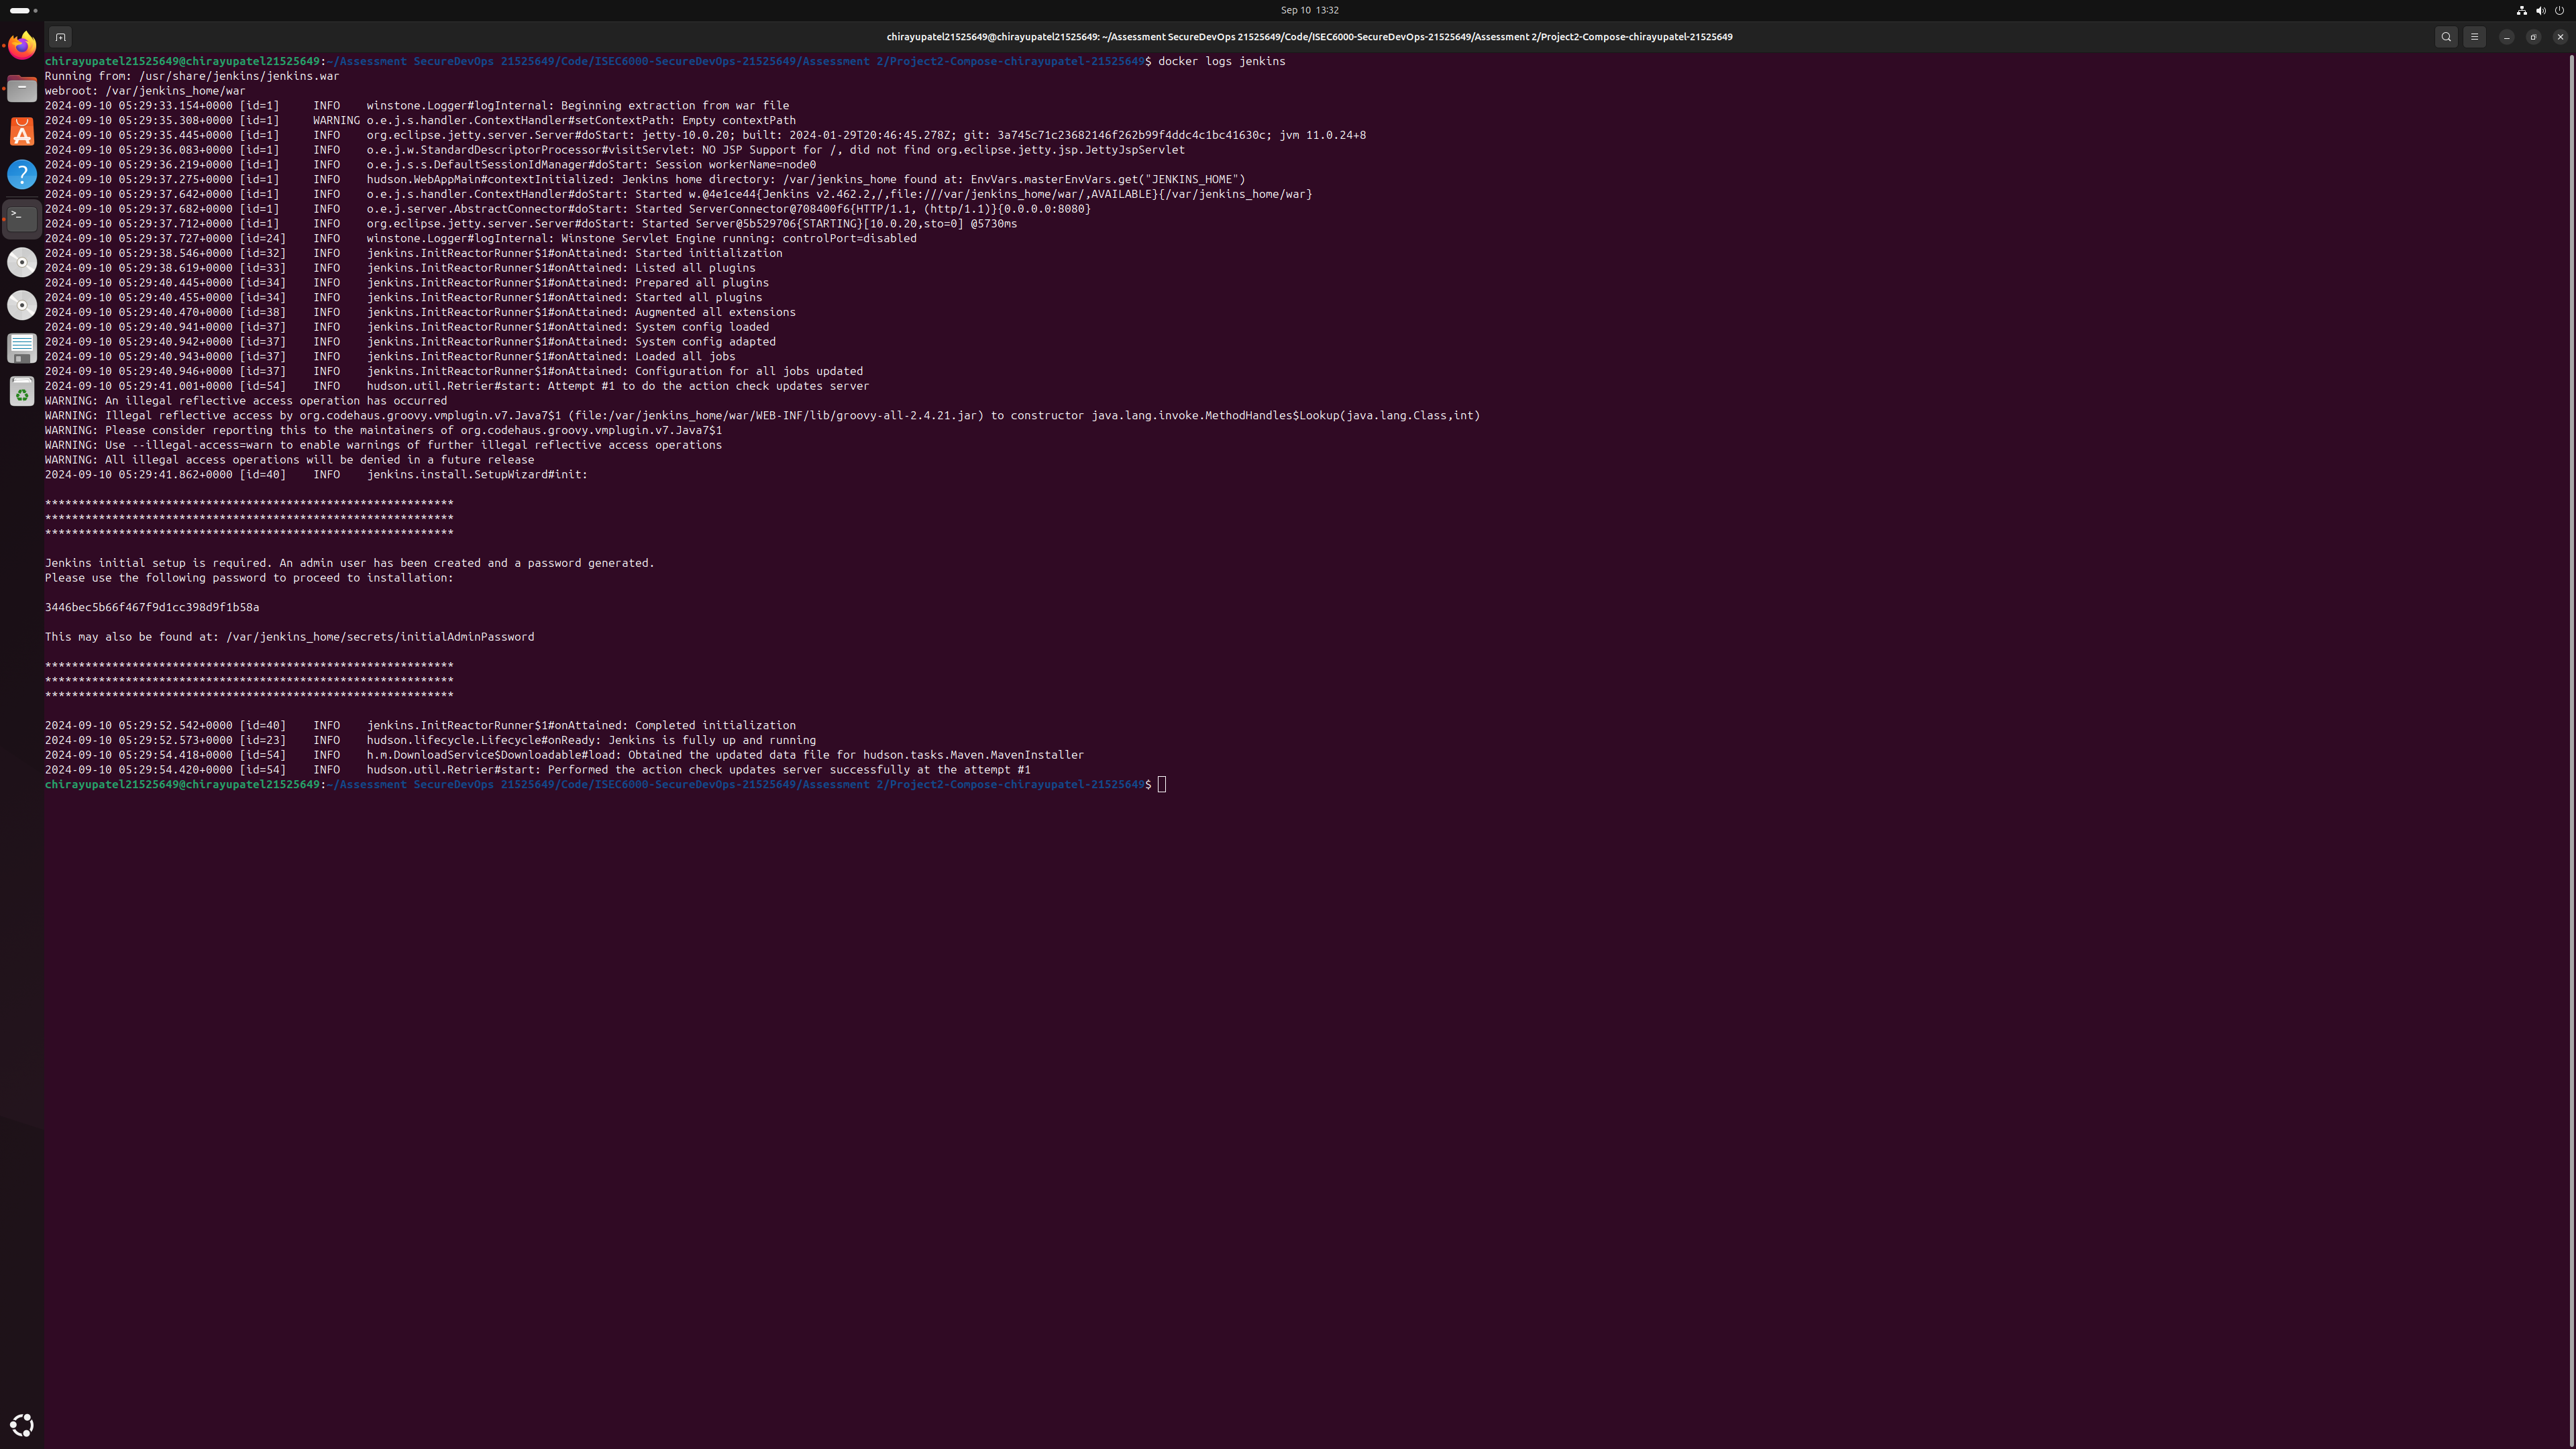 Sep 10 13:32
chirayupatel21525649@chirayupatel21525649: ~/Assessment SecureDevOps 21525649/Code/ISEC6000-SecureDevOps-21525649/Assessment 2/Project2-Compose-chirayupatel-21525649
chirayupatel21525649@chirayupatel21525649:~/Assessment SecureDevOps 21525649/Code/ISEC6000-SecureDevOps-21525649/Assessment 2/Project2-Compose-chirayupatel-21525649$ docker logs jenkins
Running from: /usr/share/jenkins/jenkins.war
webroot: /var/jenkins_home/war
2024-09-10 05:29:33.154+0000 [id=1]     INFO    winstone.Logger#logInternal: Beginning extraction from war file
2024-09-10 05:29:35.308+0000 [id=1]     WARNING o.e.j.s.handler.ContextHandler#setContextPath: Empty contextPath
2024-09-10 05:29:35.445+0000 [id=1]     INFO    org.eclipse.jetty.server.Server#doStart: jetty-10.0.20; built: 2024-01-29T20:46:45.278Z; git: 3a745c71c23682146f262b99f4ddc4c1bc41630c; jvm 11.0.24+8
2024-09-10 05:29:36.083+0000 [id=1]     INFO    o.e.j.w.StandardDescriptorProcessor#visitServlet: NO JSP Support for /, did not find org.eclipse.jetty.jsp.JettyJspServlet
2024-09-10 05:29:36.219+0000 [id=1]     INFO    o.e.j.s.s.DefaultSessionIdManager#doStart: Session workerName=node0
2024-09-10 05:29:37.275+0000 [id=1]     INFO    hudson.WebAppMain#contextInitialized: Jenkins home directory: /var/jenkins_home found at: EnvVars.masterEnvVars.get("JENKINS_HOME")
2024-09-10 05:29:37.642+0000 [id=1]     INFO    o.e.j.s.handler.ContextHandler#doStart: Started w.@4e1ce44{Jenkins v2.462.2,/,file:///var/jenkins_home/war/,AVAILABLE}{/var/jenkins_home/war}
2024-09-10 05:29:37.682+0000 [id=1]     INFO    o.e.j.server.AbstractConnector#doStart: Started ServerConnector@708400f6{HTTP/1.1, (http/1.1)}{0.0.0.0:8080}
2024-09-10 05:29:37.712+0000 [id=1]     INFO    org.eclipse.jetty.server.Server#doStart: Started Server@5b529706{STARTING}[10.0.20,sto=0] @5730ms
2024-09-10 05:29:37.727+0000 [id=24]    INFO    winstone.Logger#logInternal: Winstone Servlet Engine running: controlPort=disabled
2024-09-10 05:29:38.546+0000 [id=32]    INFO    jenkins.InitReactorRunner$1#onAttained: Started initialization
2024-09-10 05:29:38.619+0000 [id=33]    INFO    jenkins.InitReactorRunner$1#onAttained: Listed all plugins
2024-09-10 05:29:40.445+0000 [id=34]    INFO    jenkins.InitReactorRunner$1#onAttained: Prepared all plugins
2024-09-10 05:29:40.455+0000 [id=34]    INFO    jenkins.InitReactorRunner$1#onAttained: Started all plugins
2024-09-10 05:29:40.470+0000 [id=38]    INFO    jenkins.InitReactorRunner$1#onAttained: Augmented all extensions
2024-09-10 05:29:40.941+0000 [id=37]    INFO    jenkins.InitReactorRunner$1#onAttained: System config loaded
2024-09-10 05:29:40.942+0000 [id=37]    INFO    jenkins.InitReactorRunner$1#onAttained: System config adapted
2024-09-10 05:29:40.943+0000 [id=37]    INFO    jenkins.InitReactorRunner$1#onAttained: Loaded all jobs
2024-09-10 05:29:40.946+0000 [id=37]    INFO    jenkins.InitReactorRunner$1#onAttained: Configuration for all jobs updated
2024-09-10 05:29:41.001+0000 [id=54]    INFO    hudson.util.Retrier#start: Attempt #1 to do the action check updates server
WARNING: An illegal reflective access operation has occurred
WARNING: Illegal reflective access by org.codehaus.groovy.vmplugin.v7.Java7$1 (file:/var/jenkins_home/war/WEB-INF/lib/groovy-all-2.4.21.jar) to constructor java.lang.invoke.MethodHandles$Lookup(java.lang.Class,int)
WARNING: Please consider reporting this to the maintainers of org.codehaus.groovy.vmplugin.v7.Java7$1
WARNING: Use --illegal-access=warn to enable warnings of further illegal reflective access operations
WARNING: All illegal access operations will be denied in a future release
2024-09-10 05:29:41.862+0000 [id=40]    INFO    jenkins.install.SetupWizard#init:
*************************************************************
*************************************************************
*************************************************************
Jenkins initial setup is required. An admin user has been created and a password generated.
Please use the following password to proceed to installation:
3446bec5b66f467f9d1cc398d9f1b58a
This may also be found at: /var/jenkins_home/secrets/initialAdminPassword
*************************************************************
*************************************************************
*************************************************************
2024-09-10 05:29:52.542+0000 [id=40]    INFO    jenkins.InitReactorRunner$1#onAttained: Completed initialization
2024-09-10 05:29:52.573+0000 [id=23]    INFO    hudson.lifecycle.Lifecycle#onReady: Jenkins is fully up and running
2024-09-10 05:29:54.418+0000 [id=54]    INFO    h.m.DownloadService$Downloadable#load: Obtained the updated data file for hudson.tasks.Maven.MavenInstaller
2024-09-10 05:29:54.420+0000 [id=54]    INFO    hudson.util.Retrier#start: Performed the action check updates server successfully at the attempt #1
chirayupatel21525649@chirayupatel21525649:~/Assessment SecureDevOps 21525649/Code/ISEC6000-SecureDevOps-21525649/Assessment 2/Project2-Compose-chirayupatel-21525649$